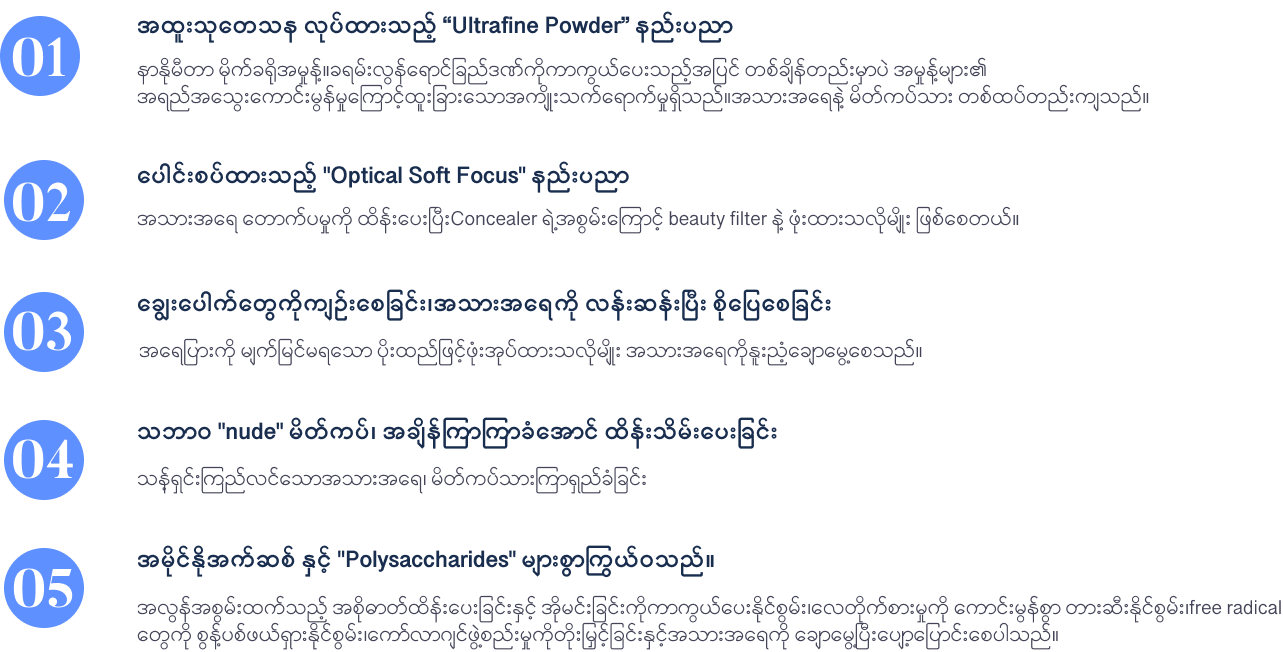 01
အထူးသုတေသန လုပ်ထားသည့် “Ultrafine Powder” နည်းပညာ
နာနိုမီတာ မိုက်ခရိုအမှုန့်။ခရမ်းလွန်ရောင်ခြည်ဒဏ်ကိုကာကွယ်ပေးသည့်အပြင် တစ်ချိန်တည်းမှာပဲ အမှုန့်များ၏
အရည်အသွေးကောင်းမွန်မှုကြောင့်ထူးခြားသောအကျိုးသက်ရောက်မှုရှိသည်။အသားအရေနဲ့ မိတ်ကပ်သား တစ်ထပ်တည်းကျသည်။
02
ပေါင်းစပ်ထားသည့် "Optical Soft Focus" နည်းပညာ
အသားအရေ တောက်ပမှုကို ထိန်းပေးပြီးConcealer ရဲ့အစွမ်းကြောင့် beauty filter နဲ့ ဖုံးထားသလိုမျိုး ဖြစ်စေတယ်။
03
ချွေးပေါက်တွေကိုကျဉ်းစေခြင်း၊အသားအရေကို လန်းဆန်းပြီး စိုပြေစေခြင်း
အရေပြားကို မျက်မြင်မရသော ပိုးထည်ဖြင့်ဖုံးအုပ်ထားသလိုမျိုး အသားအရေကိုနူးညံ့ချောမွေ့စေသည်။
04
သဘာဝ "nude" မိတ်ကပ်၊ အချိန်ကြာကြာခံအောင် ထိန်းသိမ်းပေးခြင်း
သန့်ရှင်းကြည်လင်သောအသားအရေ၊ မိတ်ကပ်သားကြာရှည်ခံခြင်း
05
အမိုင်နိုအက်ဆစ် နှင့် "Polysaccharides" များစွာကြွယ်ဝသည်။
အလွန်အစွမ်းထက်သည့် အစိုဓာတ်ထိန်းပေးခြင်းနှင့် အိုမင်းခြင်းကိုကာကွယ်ပေးနိုင်စွမ်း၊လေတိုက်စားမှုကို ကောင်းမွန်စွာ တားဆီးနိုင်စွမ်း၊free radical
တွေကို စွန့်ပစ်ဖယ်ရှားနိုင်စွမ်း၊ကော်လာဂျင်ဖွဲ့စည်းမှုကိုတိုးမြှင့်ခြင်းနှင့်အသားအရေကို ချောမွေ့ပြီးပျော့ပြောင်းစေပါသည်။